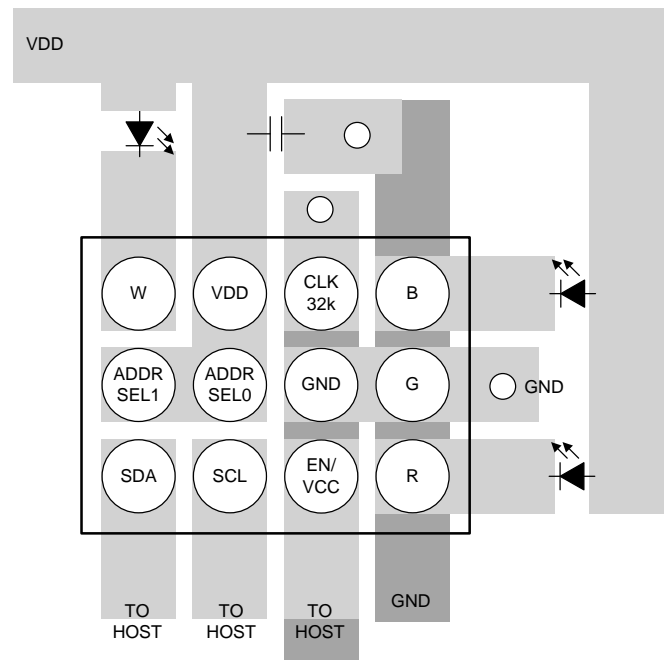 VDD
W
VDD
CLK
32k
B
ADDR
SEL1
ADDR
SEL0
GND
G
GND
SDA
SCL
EN/
VCC
R
TO
HOST
TO
HOST
TO
HOST
GND